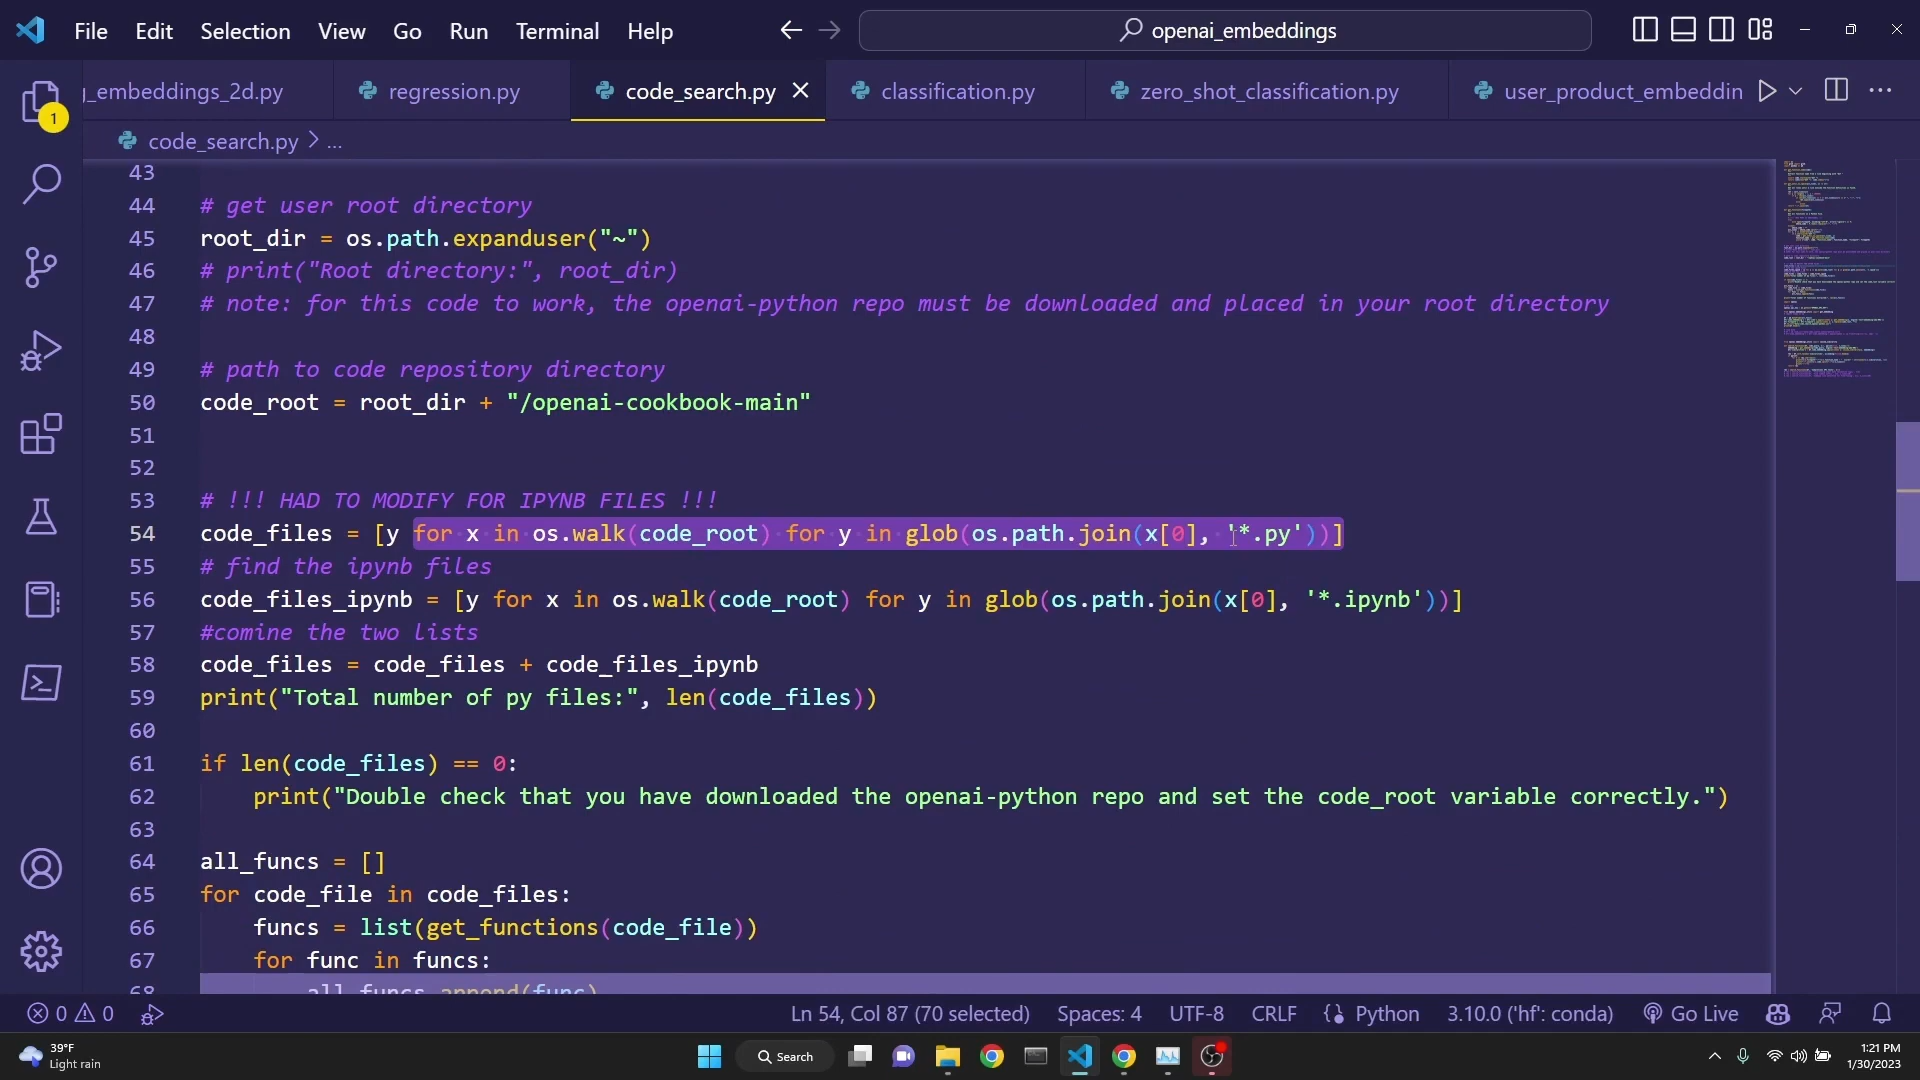 File Edit Selection View Go Run Terminal Help
openai_embeddings
g_embeddings_2d.py regression.py code_search.py classification.py zero_shot_classification.py user_product_embeddin
1
code_search.py > ...
43
44 # get user root directory
45 root_dir = os.path.expanduser("~")
46 # print("Root directory:", root_dir)
47 # note: for this code to work, the openai-python repo must be downloaded and placed in your root directory
48
49 # path to code repository directory
50 code_root = root_dir + "/openai-cookbook-main"
51
52
53 # !!! HAD TO MODIFY FOR IPYNB FILES !!!
54 code_files = [y for x in os.walk(code_root) for y in glob(os.path.join(x[0], '*.py'))]
55 # find the ipynb files
56 code_files_ipynb = [y for x in os.walk(code_root) for y in glob(os.path.join(x[0], '*.ipynb'))]
57 #comine the two lists
58 code_files = code_files + code_files_ipynb
59 print("Total number of py files:", len(code_files))
60
61 if len(code_files) == 0:
62 print("Double check that you have downloaded the openai-python repo and set the code_root variable correctly.")
63
64 all_funcs = []
65 for code_file in code_files:
66 funcs = list(get_functions(code_file))
67 for func in funcs:
68 all_funcs.append(func)
0 0 Ln 54, Col 87 (70 selected) Spaces: 4 UTF-8 CRLF Python 3.10.0 ('hf': conda) Go Live
39°F
Light rain
Search
1:21 PM
1/30/2023